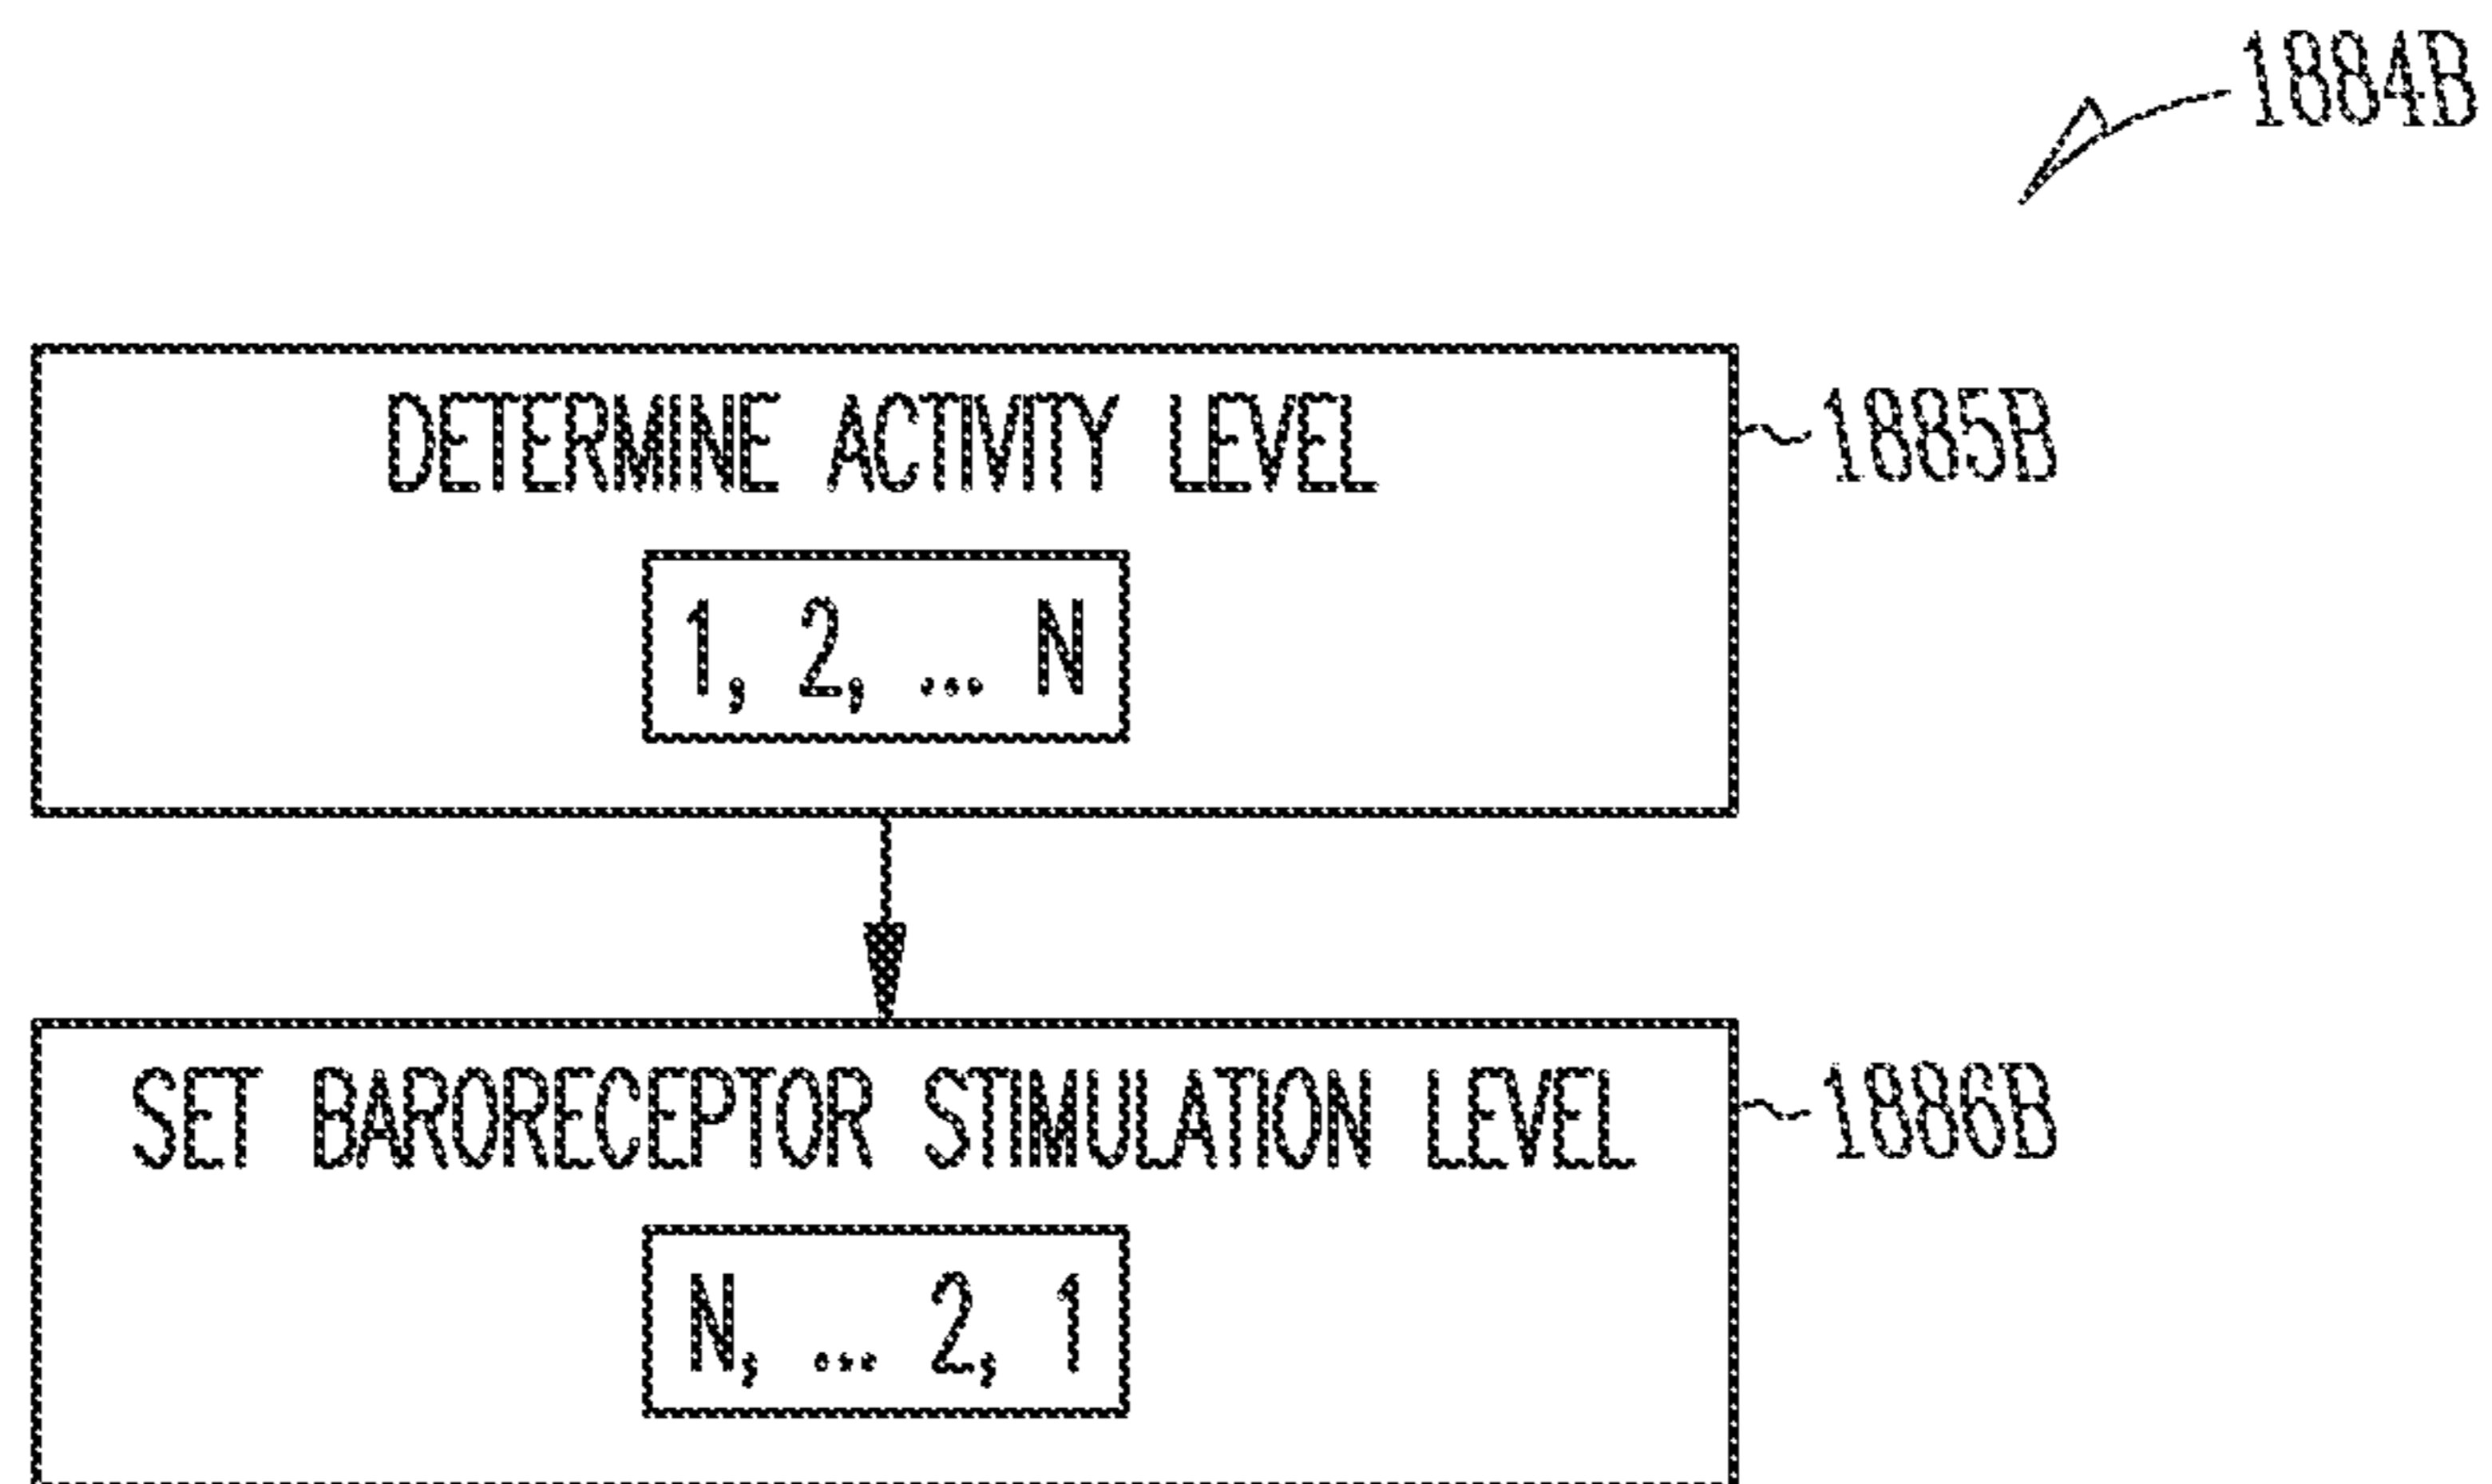 1884B
DETERMINE ACTIVITY LEVEL
1885B
1, 2, ... N
SET BARORECEPTOR STIMULATION LEVEL
1886B
N, ... 2, 1